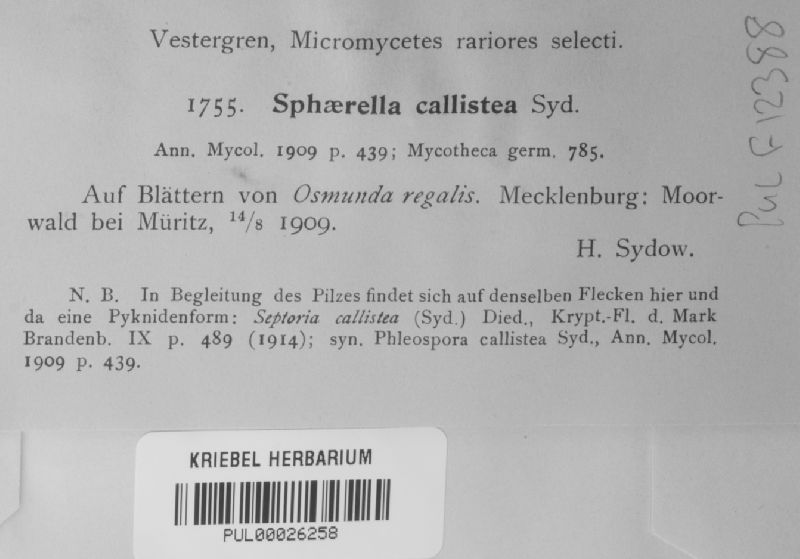 Vestergren, Micromycetes rariores selecti.
1755. Sphærella callistea Syd.
Ann. Mycol. 1909 p. 439; Mycotheca germ. 785.
Auf Blättern von Osmunda regalis. Mecklenburg: Moor-
wald bei Müritz, 14/8 1909.
H. Sydow.
N. B. In Begleitung des Pilzes findet sich auf denselben Flecken hier und
da eine Pyknidenform: Septoria callistea (Syd.) Died., Krypt.-Fl. d. Mark
Brandenb. IX p. 489 (1914); syn. Phleospora callistea Syd., Ann. Mycol.
1909 p. 439.
PUL F12388
KRIEBEL HERBARIUM
PUL00026258